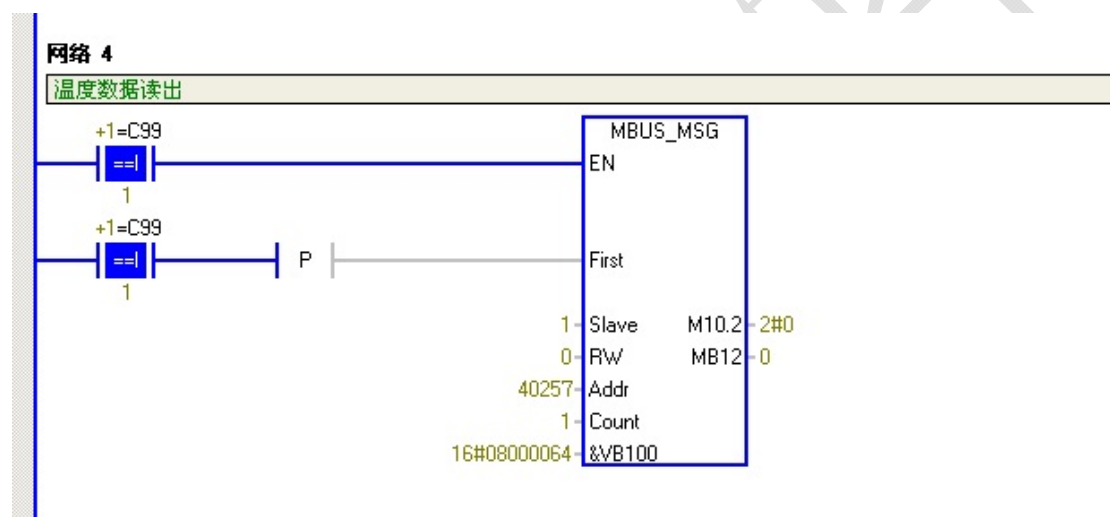 网络 4
温度数据读出
+1=C99
==I
1
MBUS_MSG
EN
+1=C99
==I
1
P
First
1 Slave M10.2 2#0
0 RW MB12 0
40257 Addr
1 Count
16#08000064 &VB100